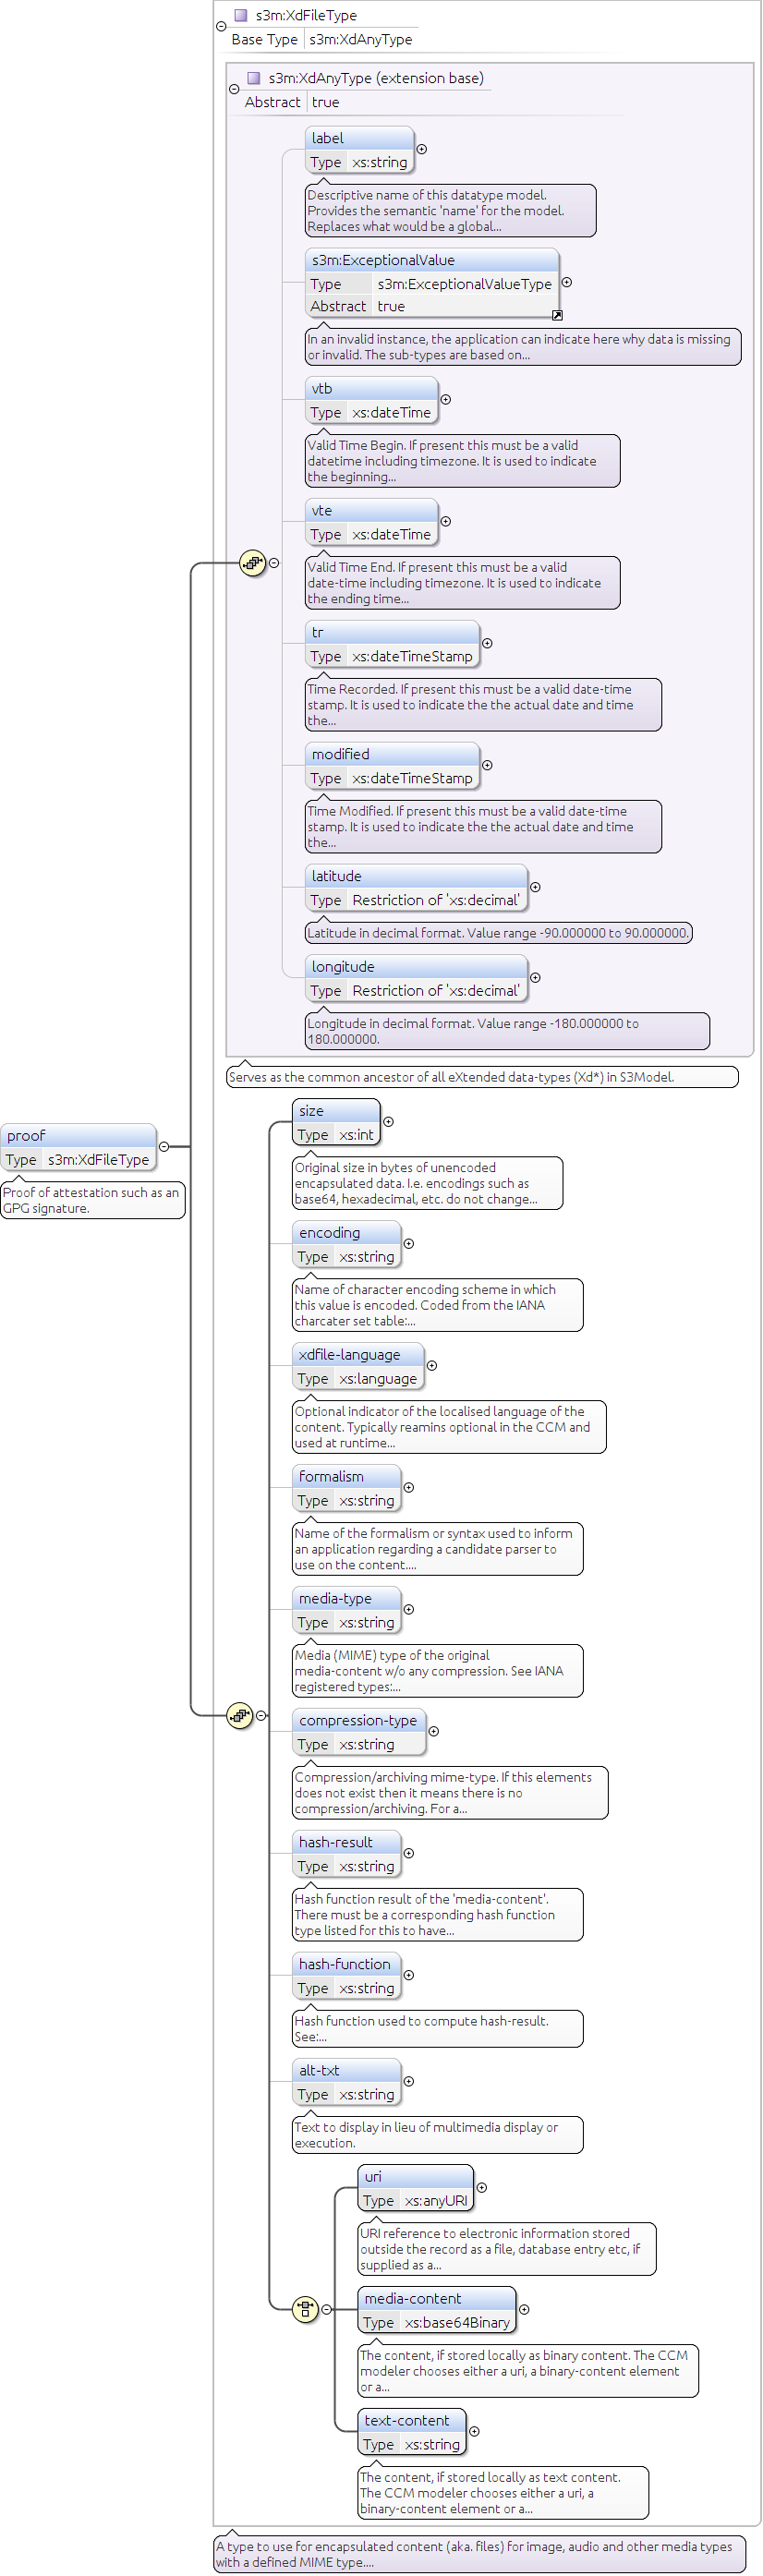 s3m:XdFileType
Base Type s3m:XdAnyType
s3m:XdAnyType (extension base)
Abstract true
label
Type xs:string
Descriptive name of this datatype model.
Provides the semantic 'name' for the model.
Replaces what would be a global...
s3m:ExceptionalValue
Type s3m:ExceptionalValueType
Abstract true
In an invalid instance, the application can indicate here why data is missing
or invalid. The sub-types are based on...
vtb
Type xs:dateTime
Valid Time Begin. If present this must be a valid
datetime including timezone. It is used to indicate
the beginning...
vte
Type xs:dateTime
Valid Time End. If present this must be a valid
date-time including timezone. It is used to indicate
the ending time...
tr
Type xs:dateTimeStamp
Time Recorded. If present this must be a valid date-time
stamp. It is used to indicate the the actual date and time
the...
modified
Type xs:dateTimeStamp
Time Modified. If present this must be a valid date-time
stamp. It is used to indicate the the actual date and time
the...
latitude
Type Restriction of 'xs:decimal'
Latitude in decimal format. Value range -90.000000 to 90.000000.
longitude
Type Restriction of 'xs:decimal'
Longitude in decimal format. Value range -180.000000 to
180.000000.
Serves as the common ancestor of all eXtended data-types (Xd*) in S3Model.
proof
Type s3m:XdFileType
Proof of attestation such as an
GPG signature.
size
Type xs:int
Original size in bytes of unencoded
encapsulated data. I.e. encodings such as
base64, hexadecimal, etc. do not change...
encoding
Type xs:string
Name of character encoding scheme in which
this value is encoded. Coded from the IANA
charcater set table:...
xdfile-language
Type xs:language
Optional indicator of the localised language of the
content. Typically reamins optional in the CCM and
used at runtime...
formalism
Type xs:string
Name of the formalism or syntax used to inform
an application regarding a candidate parser to
use on the content....
media-type
Type xs:string
Media (MIME) type of the original
media-content w/o any compression. See IANA
registered types:...
compression-type
Type xs:string
Compression/archiving mime-type. If this elements
does not exist then it means there is no
compression/archiving. For a...
hash-result
Type xs:string
Hash function result of the 'media-content'.
There must be a corresponding hash function
type listed for this to have...
hash-function
Type xs:string
Hash function used to compute hash-result.
See:...
alt-txt
Type xs:string
Text to display in lieu of multimedia display or
execution.
uri
Type xs:anyURI
URI reference to electronic information stored
outside the record as a file, database entry etc, if
supplied as a...
media-content
Type xs:base64Binary
The content, if stored locally as binary content. The CCM
modeler chooses either a uri, a binary-content element
or a...
text-content
Type xs:string
The content, if stored locally as text content.
The CCM modeler chooses either a uri, a
binary-content element or a...
A type to use for encapsulated content (aka. files) for image, audio and other media types
with a defined MIME type....